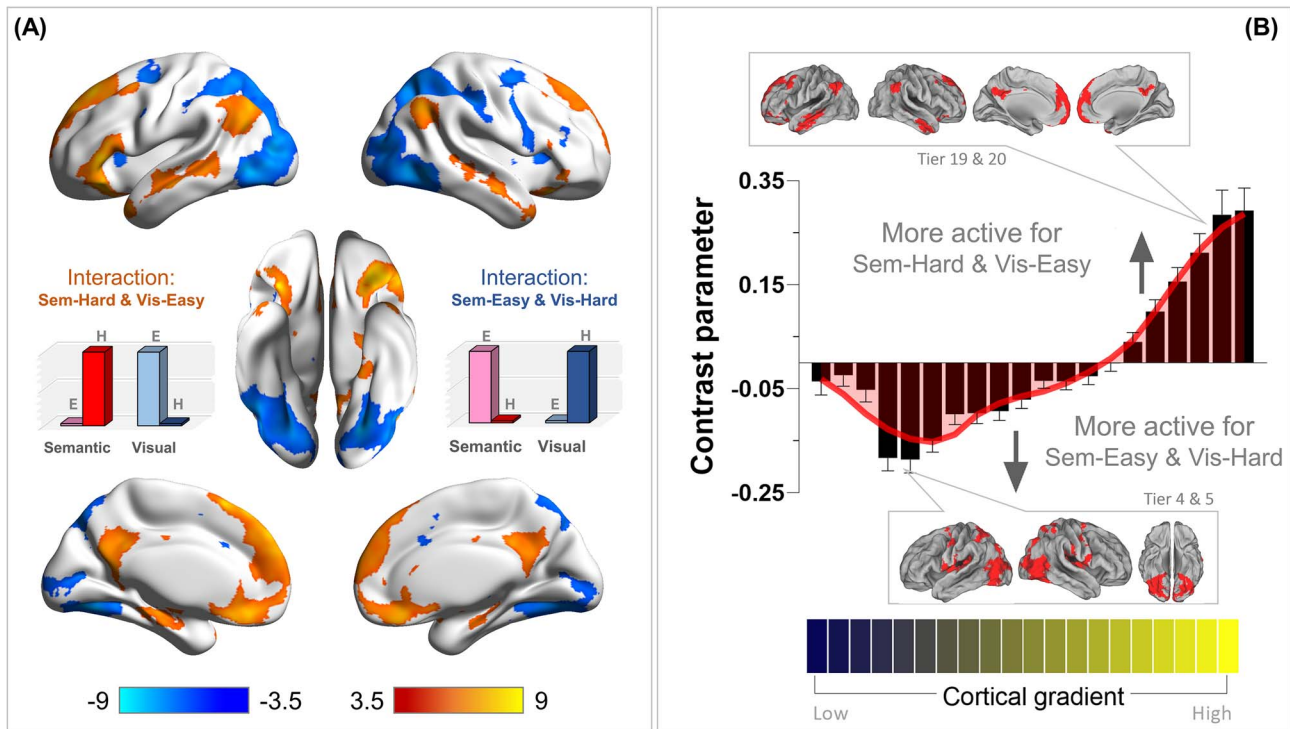 (A)
Interaction:
Sem-Hard & Vis-Easy
E
H
E
H
Semantic
Visual
Interaction:
Sem-Easy & Vis-Hard
E
H
E
H
Semantic
Visual
-9
-3.5
3.5
9
(B)
Tier 19 & 20
Contrast parameter
0.35
0.15
-0.05
-0.25
More active for
Sem-Hard & Vis-Easy
More active for
Sem-Easy & Vis-Hard
Tier 4 & 5
Cortical gradient
Low
High